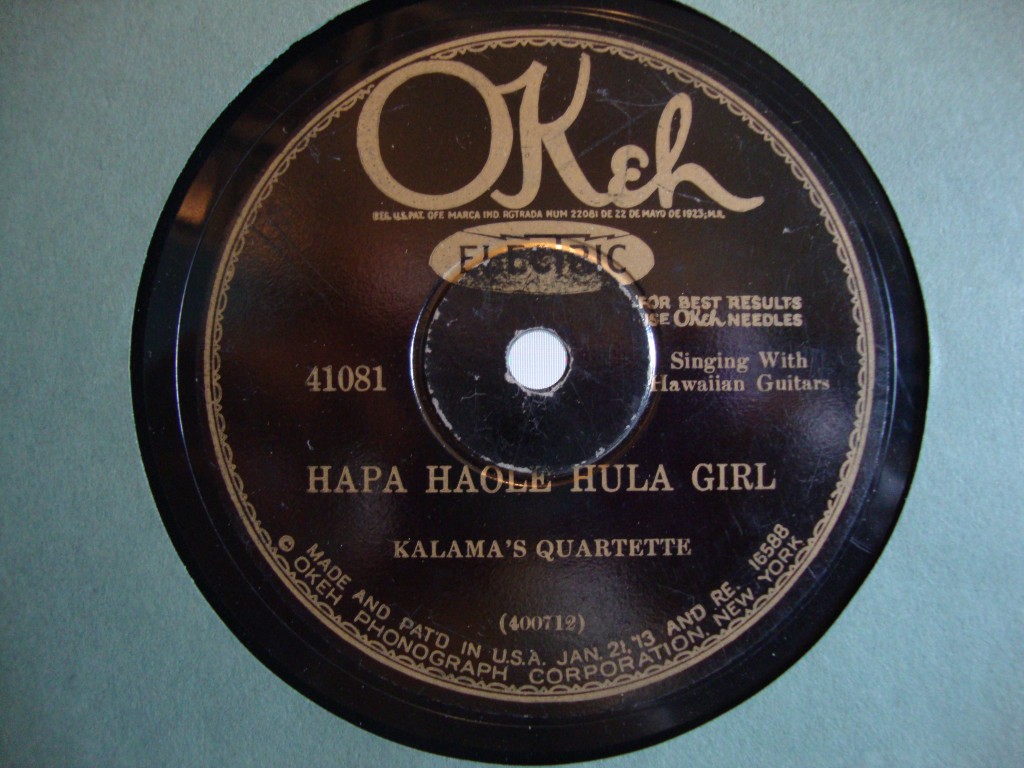 OKeh
REG. U.S. PAT. OFF. MARCA IND. RGTRADA NUM 22081 DE 22 DE MAYO DE 1923, M.R.
ELECTRIC
FOR BEST RESULTS
USE OKeh NEEDLES
41081
Singing With
Hawaiian Guitars
HAPA HAOLE HULA GIRL
KALAMA'S QUARTETTE
(400712)
© MADE AND PAT'D IN U.S.A. JAN. 21, '13 AND RE. 16588
OKEH PHONOGRAPH CORPORATION, NEW YORK